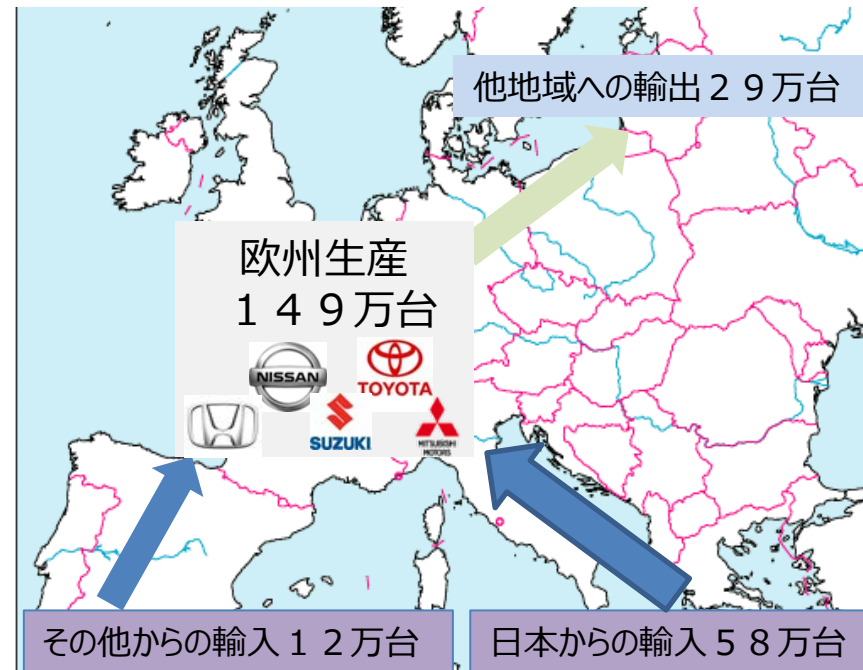 他地域への輸出２９万台
欧州生産
１４９万台
NISSAN
TOYOTA
SUZUKI
MITSUBISHI
MOTORS
その他からの輸入１２万台
日本からの輸入５８万台